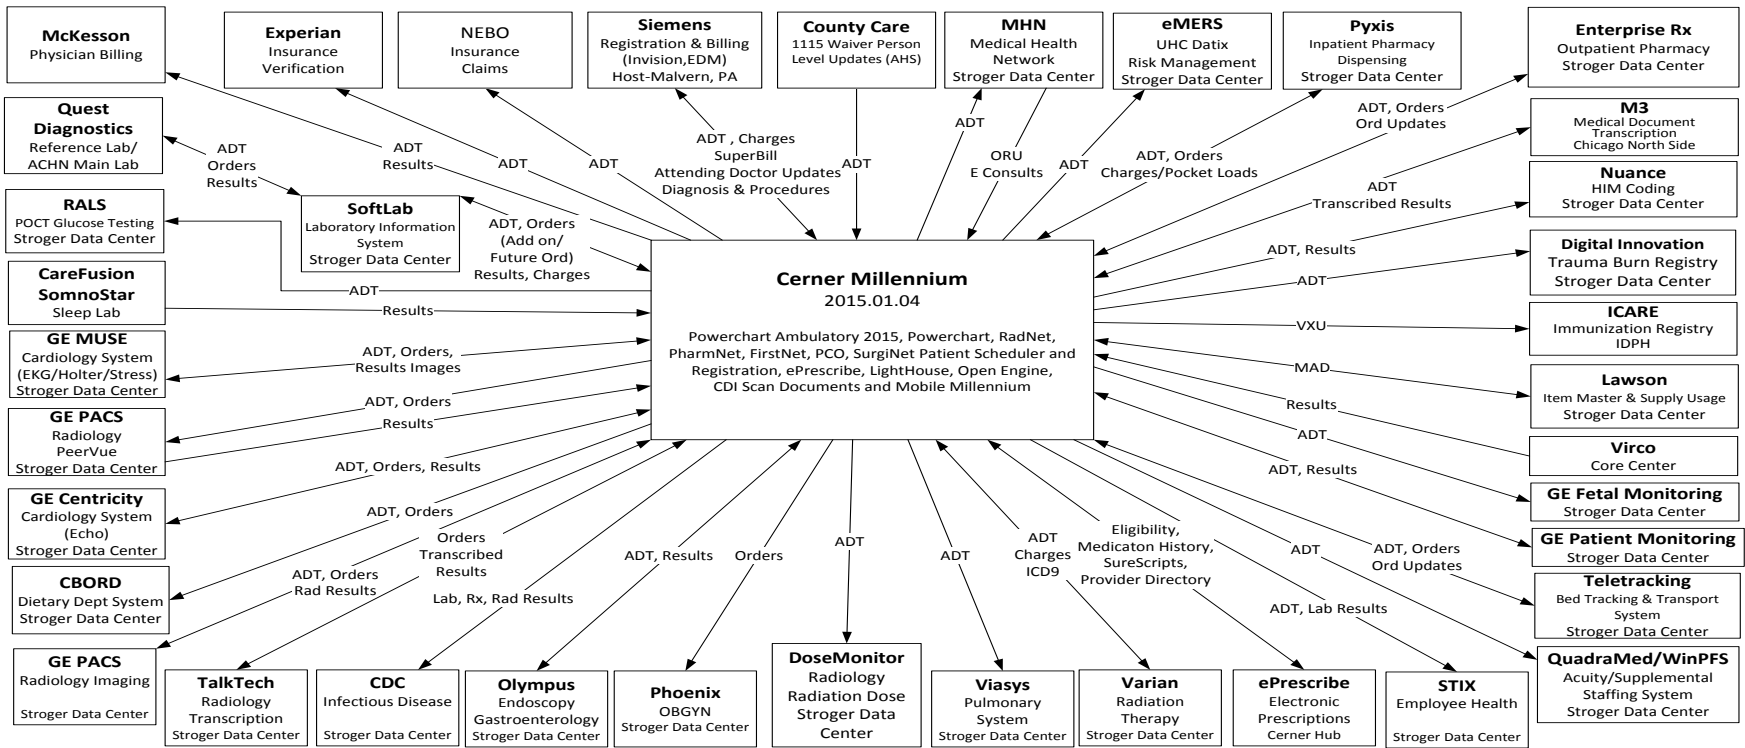 McKesson
Physician Billing
Experian
Insurance
Verification
NEBO
Insurance
Claims
Siemens
Registration & Billing
(Invision,EDM)
Host-Malvern, PA
County Care
1115 Waiver Person
Level Updates (AHS)
MHN
Medical Health
Network
Stroger Data Center
eMERS
UHC Datix
Risk Management
Stroger Data Center
Pyxis
Inpatient Pharmacy
Dispensing
Stroger Data Center
Enterprise Rx
Outpatient Pharmacy
Stroger Data Center
Quest
Diagnostics
Reference Lab/
ACHN Main Lab
M3
Medical Document
Transcription
Chicago North Side
Nuance
HIM Coding
Stroger Data Center
RALS
POCT Glucose Testing
Stroger Data Center
SoftLab
Laboratory Information
System
Stroger Data Center
Digital Innovation
Trauma Burn Registry
Stroger Data Center
CareFusion
SomnoStar
Sleep Lab
ICARE
Immunization Registry
IDPH
GE MUSE
Cardiology System
(EKG/Holter/Stress)
Stroger Data Center
Lawson
Item Master & Supply Usage
Stroger Data Center
GE PACS
Radiology
PeerVue
Stroger Data Center
Virco
Core Center
GE Centricity
Cardiology System
(Echo)
Stroger Data Center
GE Fetal Monitoring
Stroger Data Center
GE Patient Monitoring
Stroger Data Center
CBORD
Dietary Dept System
Stroger Data Center
Teletracking
Bed Tracking & Transport
System
Stroger Data Center
GE PACS
Radiology Imaging
Stroger Data Center
TalkTech
Radiology
Transcription
Stroger Data Center
CDC
Infectious Disease
Stroger Data Center
Olympus
Endoscopy
Gastroenterology
Stroger Data Center
Phoenix
OBGYN
Stroger Data Center
DoseMonitor
Radiology
Radiation Dose
Stroger Data
Center
Viasys
Pulmonary
System
Stroger Data Center
Varian
Radiation
Therapy
Stroger Data Center
ePrescribe
Electronic
Prescriptions
Cerner Hub
STIX
Employee Health
Stroger Data Center
QuadraMed/WinPFS
Acuity/Supplemental
Staffing System
Stroger Data Center
Cerner Millennium
2015.01.04
Powerchart Ambulatory 2015, Powerchart, RadNet,
PharmNet, FirstNet, PCO, SurgiNet Patient Scheduler and
Registration, ePrescribe, LightHouse, Open Engine,
CDI Scan Documents and Mobile Millennium
ADT
Results
ADT
ADT
ADT , Charges
SuperBill
Attending Doctor Updates
Diagnosis & Procedures
ADT
ADT
ORU
E Consults
ADT
ADT, Orders
Charges/Pocket Loads
ADT, Orders
Ord Updates
ADT
Orders
Results
ADT, Orders
(Add on/
Future Ord)
Results, Charges
ADT
Transcribed Results
ADT, Results
ADT
ADT
Results
VXU
ADT, Orders,
Results Images
MAD
ADT, Orders
Results
Results
ADT
ADT, Results
ADT, Orders, Results
ADT, Orders
ADT, Orders
Rad Results
Orders
Transcribed
Results
Lab, Rx, Rad Results
ADT, Results
Orders
ADT
ADT
ADT
Charges
ICD9
Eligibility,
Medicaton History,
SureScripts,
Provider Directory
ADT, Lab Results
ADT
ADT, Orders
Ord Updates